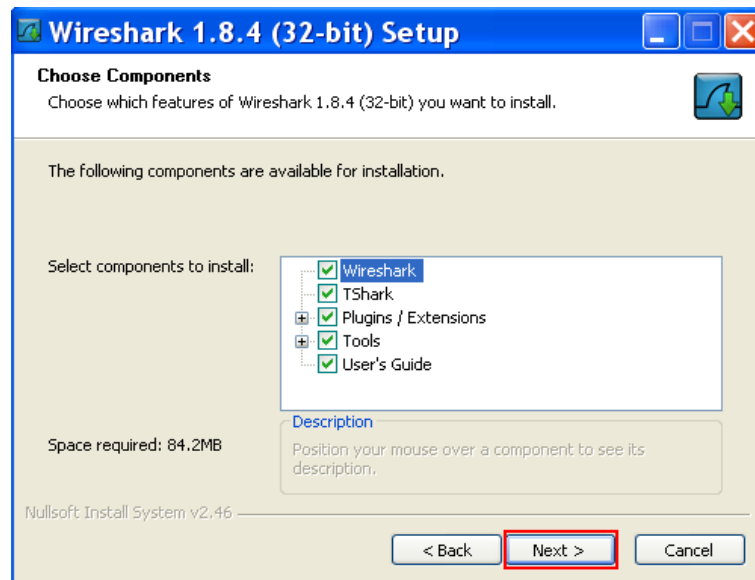 Wireshark 1.8.4 (32-bit) Setup
Choose Components
Choose which features of Wireshark 1.8.4 (32-bit) you want to install.
The following components are available for installation.
Select components to install:
Wireshark
TShark
Plugins / Extensions
Tools
User's Guide
Space required: 84.2MB
Description
Position your mouse over a component to see its
description.
Nullsoft Install System v2.46
< Back
Next >
Cancel